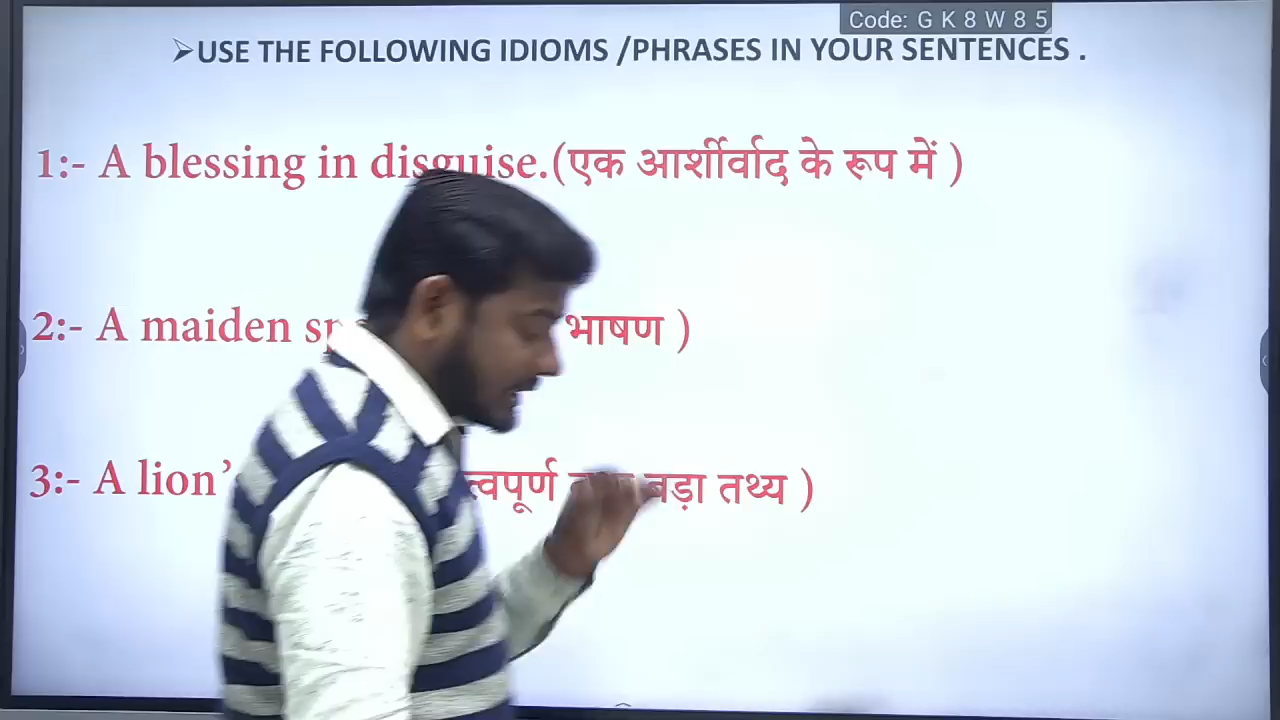 Code: G K 8 W 8 5
➢USE THE FOLLOWING IDIOMS /PHRASES IN YOUR SENTENCES .
1:- A blessing in disguise.(एक आर्शीर्वाद के रूप में )
2:- A maiden भाषण )
3:- A lion’ बड़ा तथ्य )